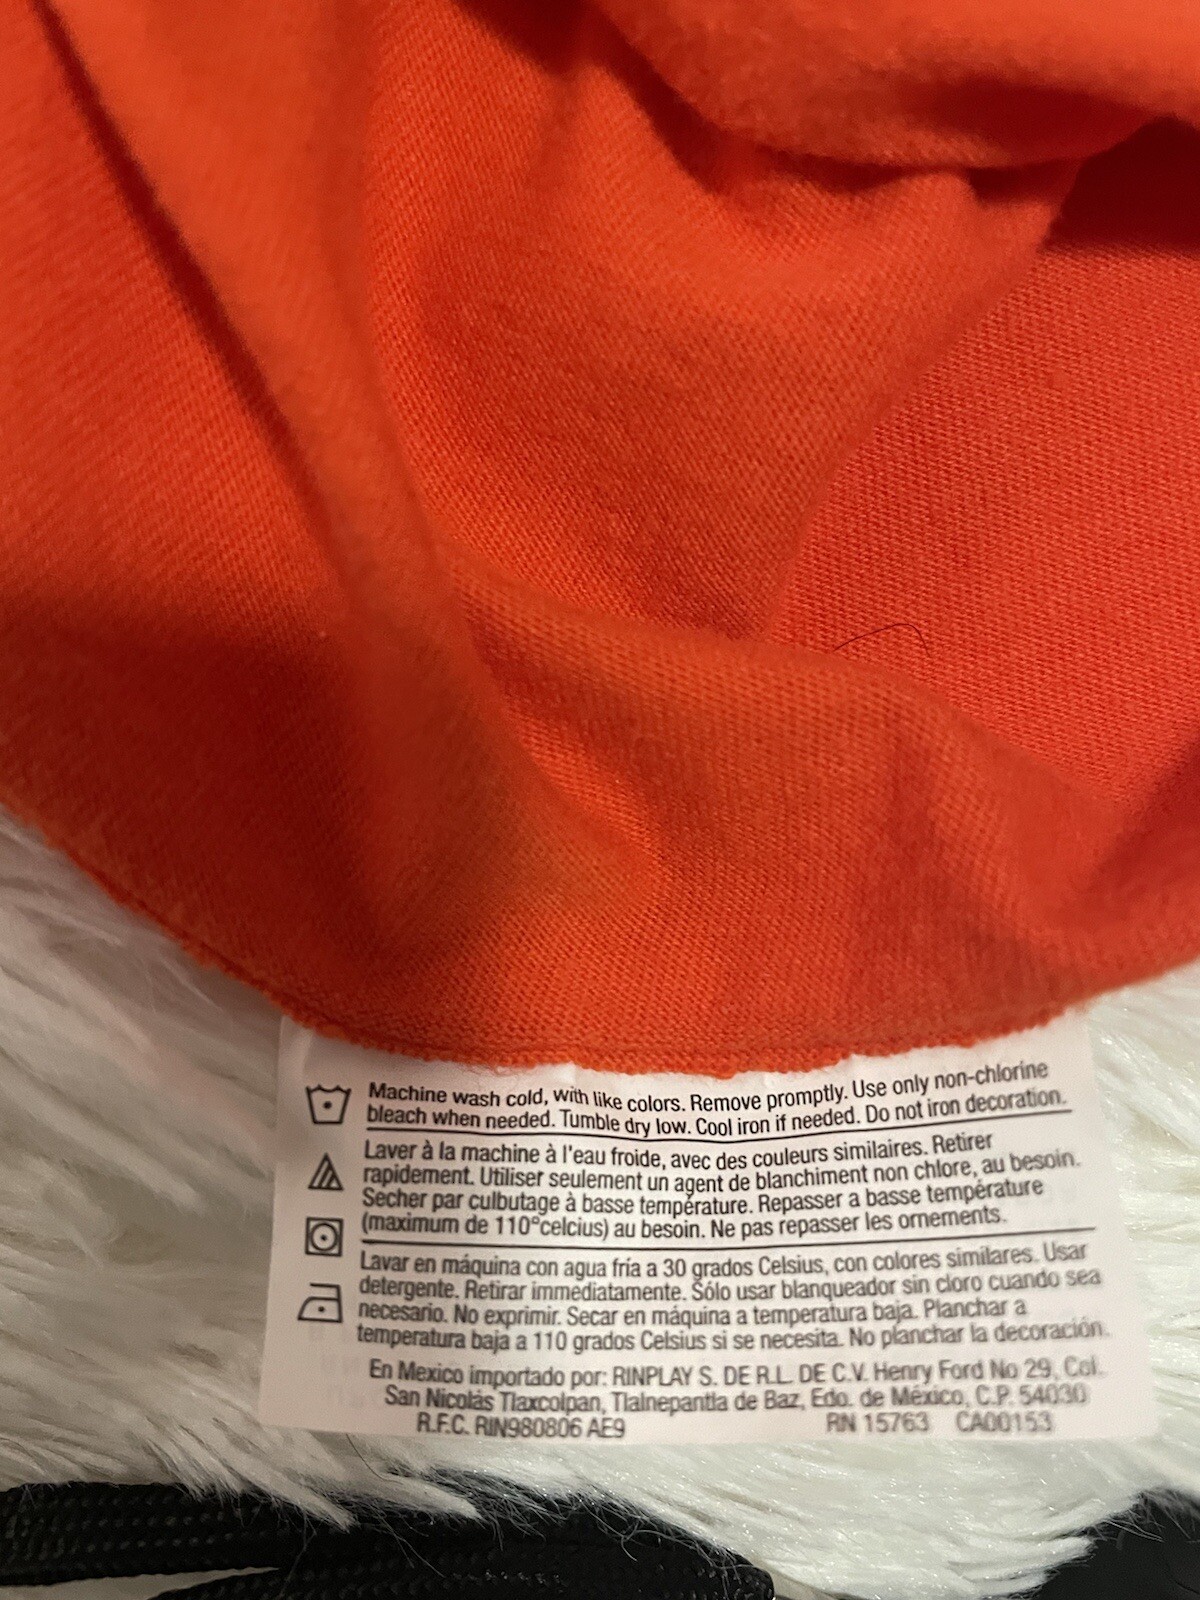 Machine wash cold, with like colors. Remove promptly. Use only non-chlorine
bleach when needed. Tumble dry low. Cool iron if needed. Do not iron decoration.
Laver à la machine à l'eau froide, avec des couleurs similaires. Retirer
rapidement. Utiliser seulement un agent de blanchiment non chlore, au besoin.
Secher par culbutage à basse température. Repasser a basse température
(maximum de 110°celcius) au besoin. Ne pas repasser les ornements.
Lavar en máquina con agua fría a 30 grados Celsius, con colores similares. Usar
detergente. Retirar immediatamente. Sólo usar blanqueador sin cloro cuando sea
necesario. No exprimir. Secar en máquina a temperatura baja. Planchar a
temperatura baja a 110 grados Celsius si se necesita. No planchar la decoración.
En Mexico importado por: RINPLAY S. DE R.L. DE C.V. Henry Ford No 29, Col.
San Nicolás Tlaxcolpan, Tlalnepantla de Baz, Edo. de México, C.P. 54030
R.F.C. RIN980806 AE9 RN 15763 CA00153